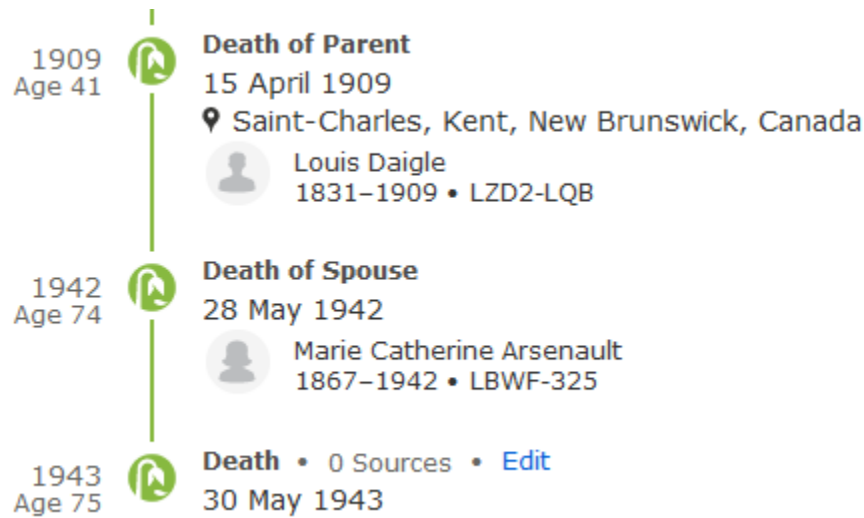 1909
Age 41
Death of Parent
15 April 1909
Saint-Charles, Kent, New Brunswick, Canada
Louis Daigle
1831–1909 • LZD2-LQB
1942
Age 74
Death of Spouse
28 May 1942
Marie Catherine Arsenault
1867–1942 • LBWF-325
1943
Age 75
Death • 0 Sources • Edit
30 May 1943